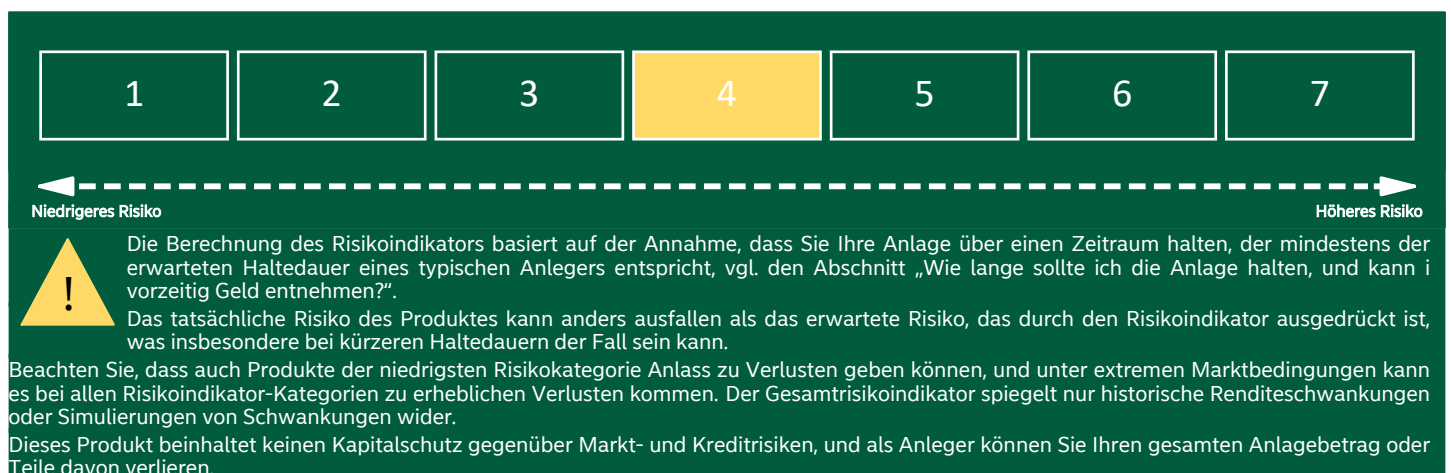 1 2 3 4 5 6 7
Niedrigeres Risiko Höheres Risiko
Die Berechnung des Risikoindikators basiert auf der Annahme, dass Sie Ihre Anlage über einen Zeitraum halten, der mindestens der
erwarteten Haltedauer eines typischen Anlegers entspricht, vgl. den Abschnitt „Wie lange sollte ich die Anlage halten, und kann i
! vorzeitig Geld entnehmen?“.
Das tatsächliche Risiko des Produktes kann anders ausfallen als das erwartete Risiko, das durch den Risikoindikator ausgedrückt ist,
was insbesondere bei kürzeren Haltedauern der Fall sein kann.
Beachten Sie, dass auch Produkte der niedrigsten Risikokategorie Anlass zu Verlusten geben können, und unter extremen Marktbedingungen kann
es bei allen Risikoindikator-Kategorien zu erheblichen Verlusten kommen. Der Gesamtrisikoindikator spiegelt nur historische Renditeschwankungen
oder Simulierungen von Schwankungen wider.
Dieses Produkt beinhaltet keinen Kapitalschutz gegenüber Markt- und Kreditrisiken, und als Anleger können Sie Ihren gesamten Anlagebetrag oder
Teile davon verlieren.